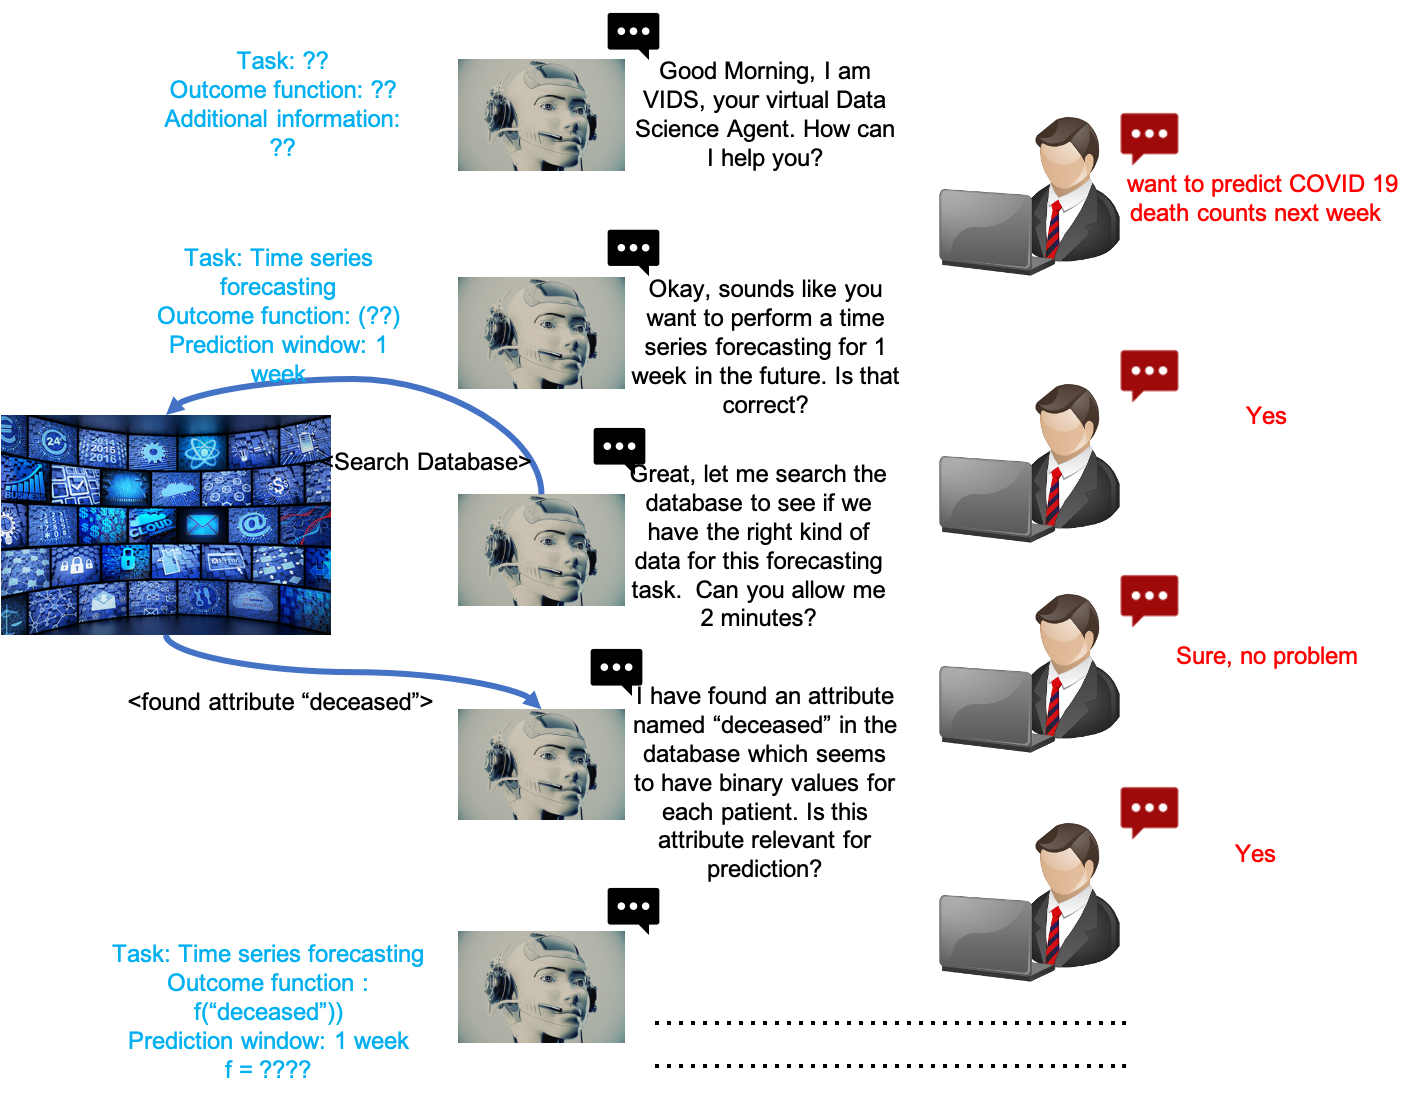 Task: ??
Outcome function: ??
Additional information:
??
Good Morning, I am
VIDS, your virtual Data
Science Agent. How can
I help you?
want to predict COVID 19
death counts next week
Task: Time series
forecasting
Outcome function: (??)
Prediction window: 1
week
Okay, sounds like you
want to perform a time
series forecasting for 1
week in the future. Is that
correct?
Yes
<Search Database>
Great, let me search the
database to see if we
have the right kind of
data for this forecasting
task.  Can you allow me
2 minutes?
Sure, no problem
24
2015
2016
BUSINESS
CLOUD
@
<found attribute “deceased”>
I have found an attribute
named “deceased” in the
database which seems
to have binary values for
each patient. Is this
attribute relevant for
prediction?
Yes
Task: Time series forecasting
Outcome function :
f(“deceased”))
Prediction window: 1 week
f = ????